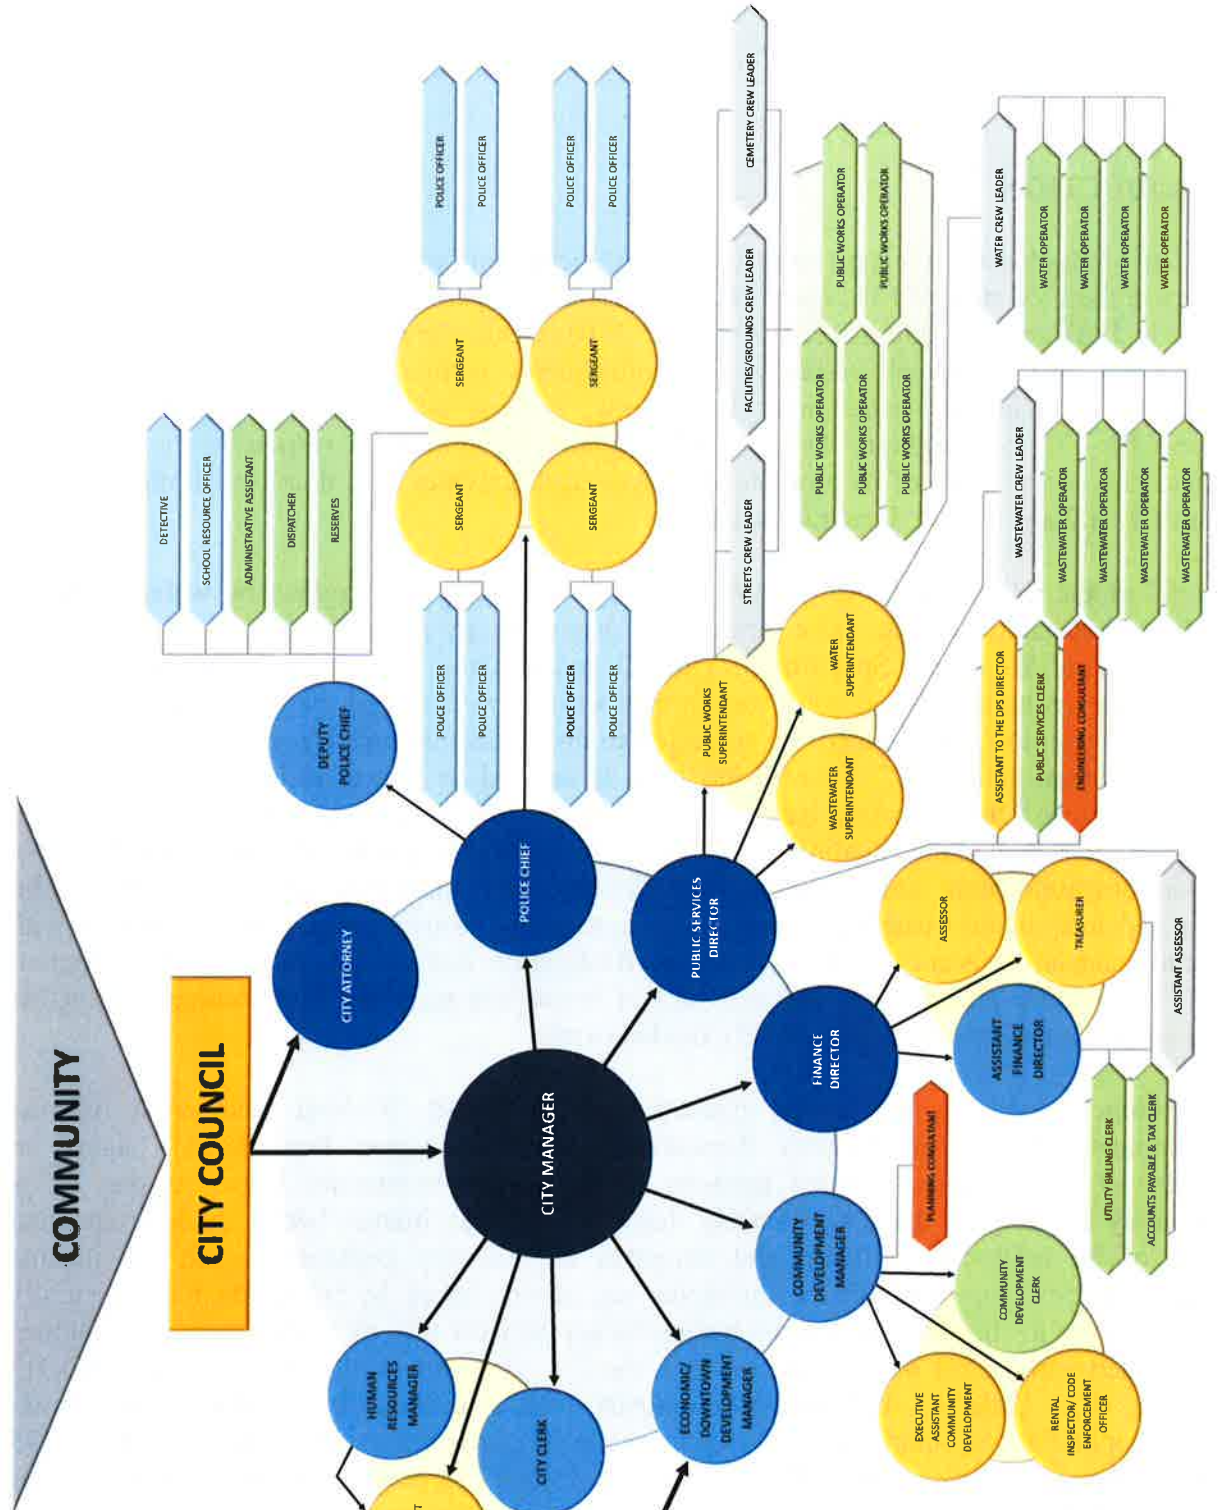 COMMUNITY
CITY COUNCIL
CITY ATTORNEY
CITY MANAGER
POLICE CHIEF
DEPUTY
POLICE CHIEF
DETECTIVE
SCHOOL RESOURCE OFFICER
ADMINISTRATIVE ASSISTANT
DISPATCHER
RESERVES
SERGEANT
SERGEANT
SERGEANT
SERGEANT
POLICE OFFICER
POLICE OFFICER
POLICE OFFICER
POLICE OFFICER
POLICE OFFICER
POLICE OFFICER
POLICE OFFICER
POLICE OFFICER
PUBLIC SERVICES
DIRECTOR
PUBLIC WORKS
SUPERINTENDANT
WATER
SUPERINTENDANT
WASTEWATER
SUPERINTENDANT
STREETS CREW LEADER
FACILITIES/GROUNDS CREW LEADER
CEMETERY CREW LEADER
PUBLIC WORKS OPERATOR
PUBLIC WORKS OPERATOR
PUBLIC WORKS OPERATOR
PUBLIC WORKS OPERATOR
PUBLIC WORKS OPERATOR
WATER CREW LEADER
WATER OPERATOR
WATER OPERATOR
WATER OPERATOR
WATER OPERATOR
WASTEWATER CREW LEADER
WASTEWATER OPERATOR
WASTEWATER OPERATOR
WASTEWATER OPERATOR
WASTEWATER OPERATOR
ASSISTANT TO THE DPS DIRECTOR
PUBLIC SERVICES CLERK
ENGINEERING CONSULTANT
FINANCE
DIRECTOR
ASSESSOR
TREASURER
ASSISTANT
FINANCE
DIRECTOR
ASSISTANT ASSESSOR
UTILITY BILLING CLERK
ACCOUNTS PAYABLE & TAX CLERK
COMMUNITY
DEVELOPMENT
MANAGER
PLANNING CONSULTANT
COMMUNITY
DEVELOPMENT
CLERK
EXECUTIVE
ASSISTANT
COMMUNITY
DEVELOPMENT
RENTAL
INSPECTOR/ CODE
ENFORCEMENT
OFFICER
ECONOMIC/
DOWNTOWN
DEVELOPMENT
MANAGER
CITY CLERK
HUMAN
RESOURCES
MANAGER